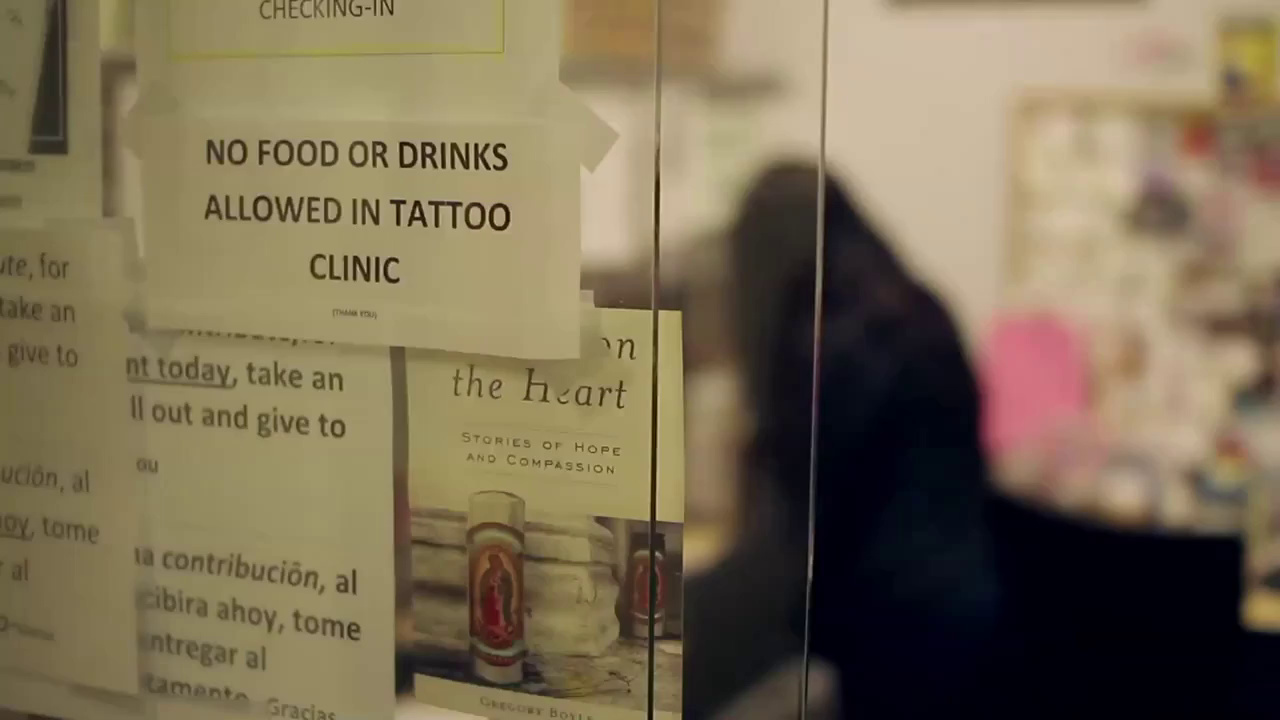 CHECKING-IN
NO FOOD OR DRINKS
ALLOWED IN TATTOO
CLINIC
(THANK YOU)
ute, for
take an
give to
ución, al
hoy, tome
al
nt today, take an
ll out and give to
ou
na contribución, al
cibira ahoy, tome
ntregar al
tamento. Gracias
on
the Heart
STORIES OF HOPE
AND COMPASSION
GREGORY BOYLE